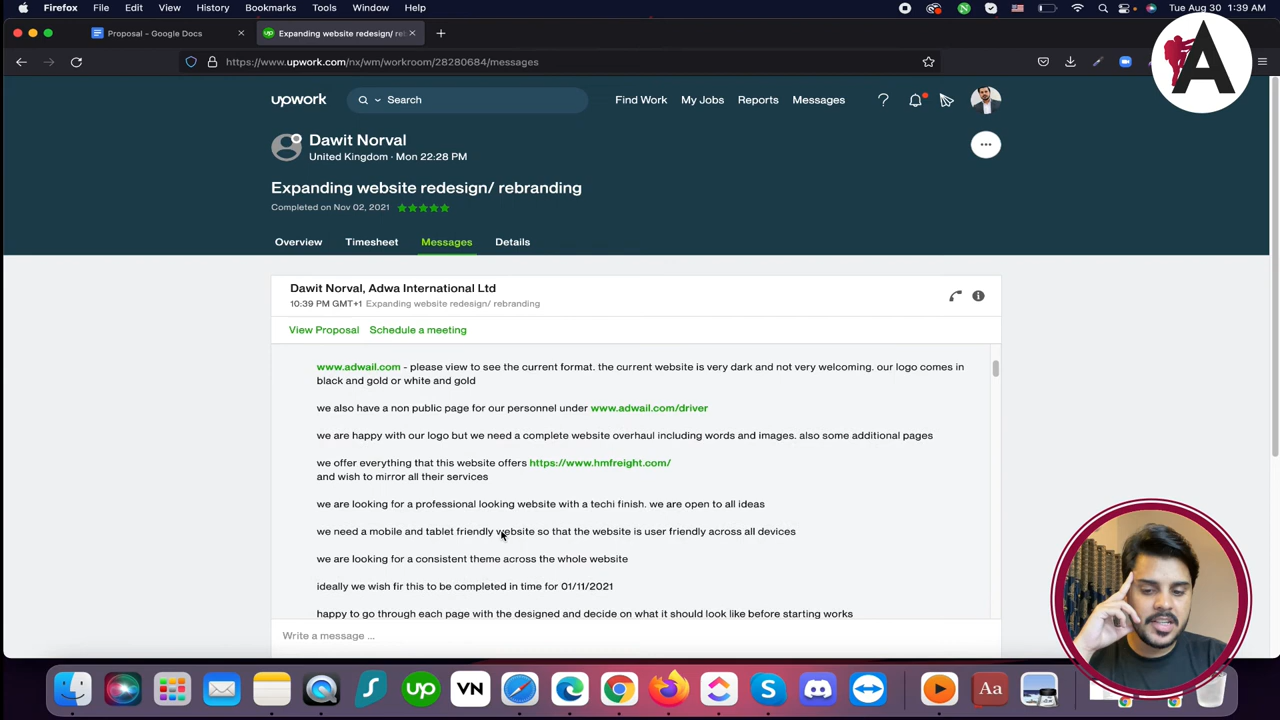 Firefox File Edit View History Bookmarks Tools Window Help
Tue Aug 30 1:39 AM
Proposal - Google Docs
Expanding website redesign/ re
https://www.upwork.com/nx/wm/workroom/28280684/messages
A
upwork
Search
Find Work My Jobs Reports Messages
Dawit Norval
United Kingdom · Mon 22:28 PM
Expanding website redesign/ rebranding
Completed on Nov 02, 2021
Overview Timesheet Messages Details
Dawit Norval, Adwa International Ltd
10:39 PM GMT+1 Expanding website redesign/ rebranding
View Proposal Schedule a meeting
www.adwail.com - please view to see the current format. the current website is very dark and not very welcoming. our logo comes in
black and gold or white and gold
we also have a non public page for our personnel under www.adwail.com/driver
we are happy with our logo but we need a complete website overhaul including words and images. also some additional pages
we offer everything that this website offers https://www.hmfreight.com/
and wish to mirror all their services
we are looking for a professional looking website with a techi finish. we are open to all ideas
we need a mobile and tablet friendly website so that the website is user friendly across all devices
we are looking for a consistent theme across the whole website
ideally we wish fir this to be completed in time for 01/11/2021
happy to go through each page with the designed and decide on what it should look like before starting works
Write a message ...
up
VN
S
Aa